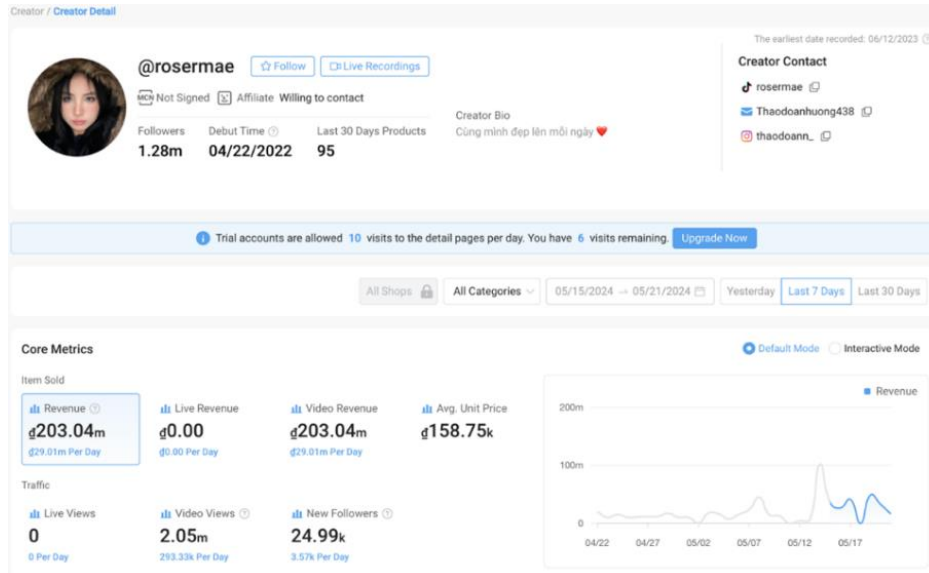 Creator / Creator Detail
The earliest date recorded: 06/12/2023
@rosermae Follow Live Recordings
Creator Contact
MCN Not Signed Affiliate Willing to contact
rosermae
Thaodoanhuong438
thaodoann_
Creator Bio
Cùng mình đẹp lên mỗi ngày ❤️
Followers Debut Time Last 30 Days Products
1.28m 04/22/2022 95
Trial accounts are allowed 10 visits to the detail pages per day. You have 6 visits remaining. Upgrade Now
All Shops All Categories 05/15/2024 → 05/21/2024 Yesterday Last 7 Days Last 30 Days
Core Metrics
Default Mode Interactive Mode
Item Sold
Revenue Live Revenue Video Revenue Avg. Unit Price
₫203.04m ₫0.00 ₫203.04m ₫158.75k
₫29.01m Per Day ₫0.00 Per Day ₫29.01m Per Day
Traffic
Live Views Video Views New Followers
0 2.05m 24.99k
0 Per Day 293.33k Per Day 3.57k Per Day
Revenue
200m
100m
0
04/22 04/27 05/02 05/07 05/12 05/17